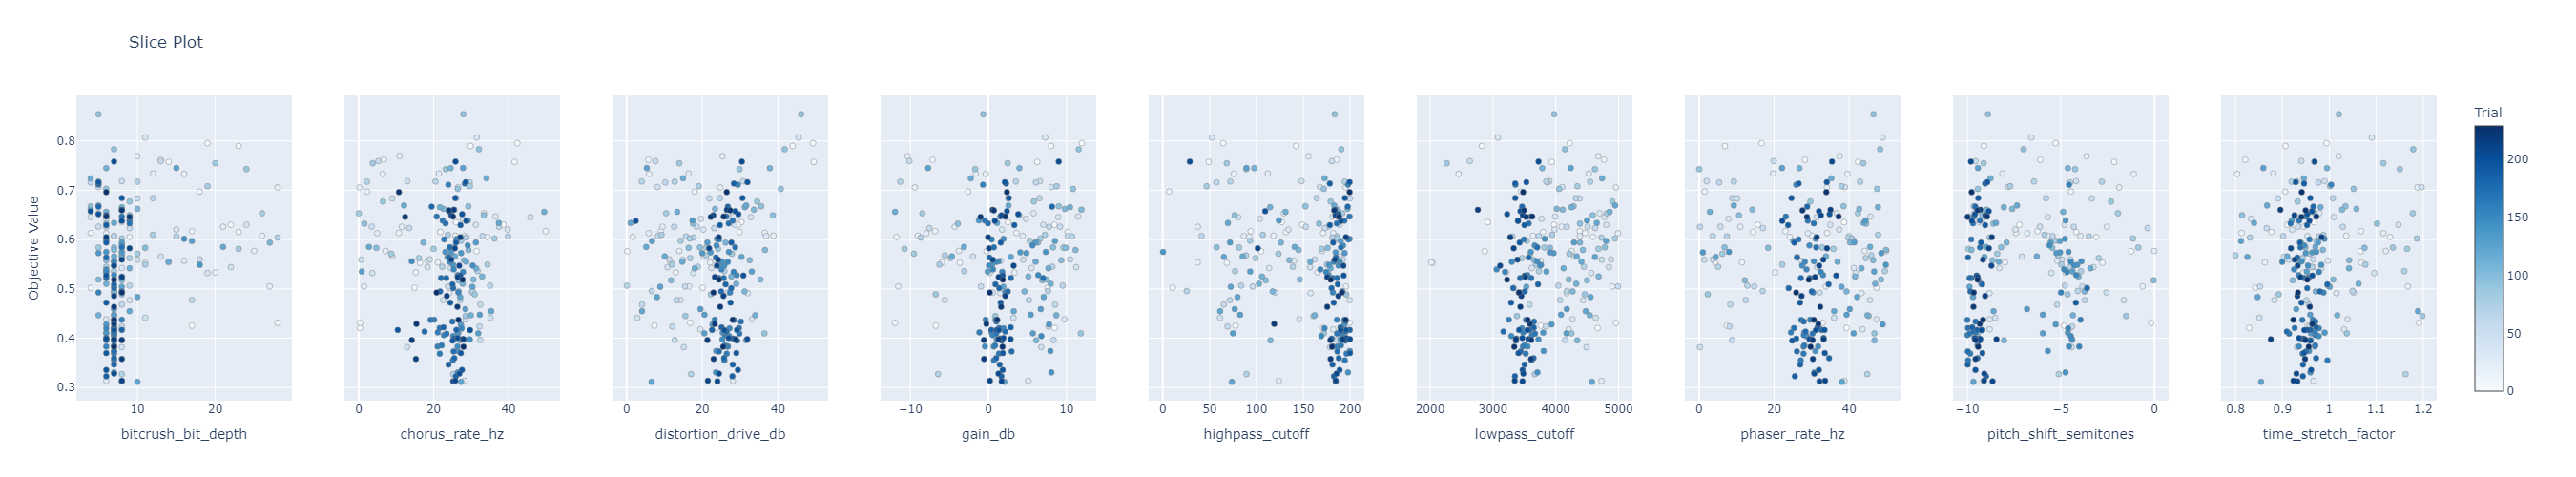 Slice Plot
Objective Value
0.8
0.7
0.6
0.5
0.4
0.3
10 20
bitcrush_bit_depth
0 20 40
chorus_rate_hz
0 20 40
distortion_drive_db
−10 0 10
gain_db
0 50 100 150 200
highpass_cutoff
2000 3000 4000 5000
lowpass_cutoff
0 20 40
phaser_rate_hz
−10 −5 0
pitch_shift_semitones
0.8 0.9 1 1.1 1.2
time_stretch_factor
Trial
200
150
100
50
0